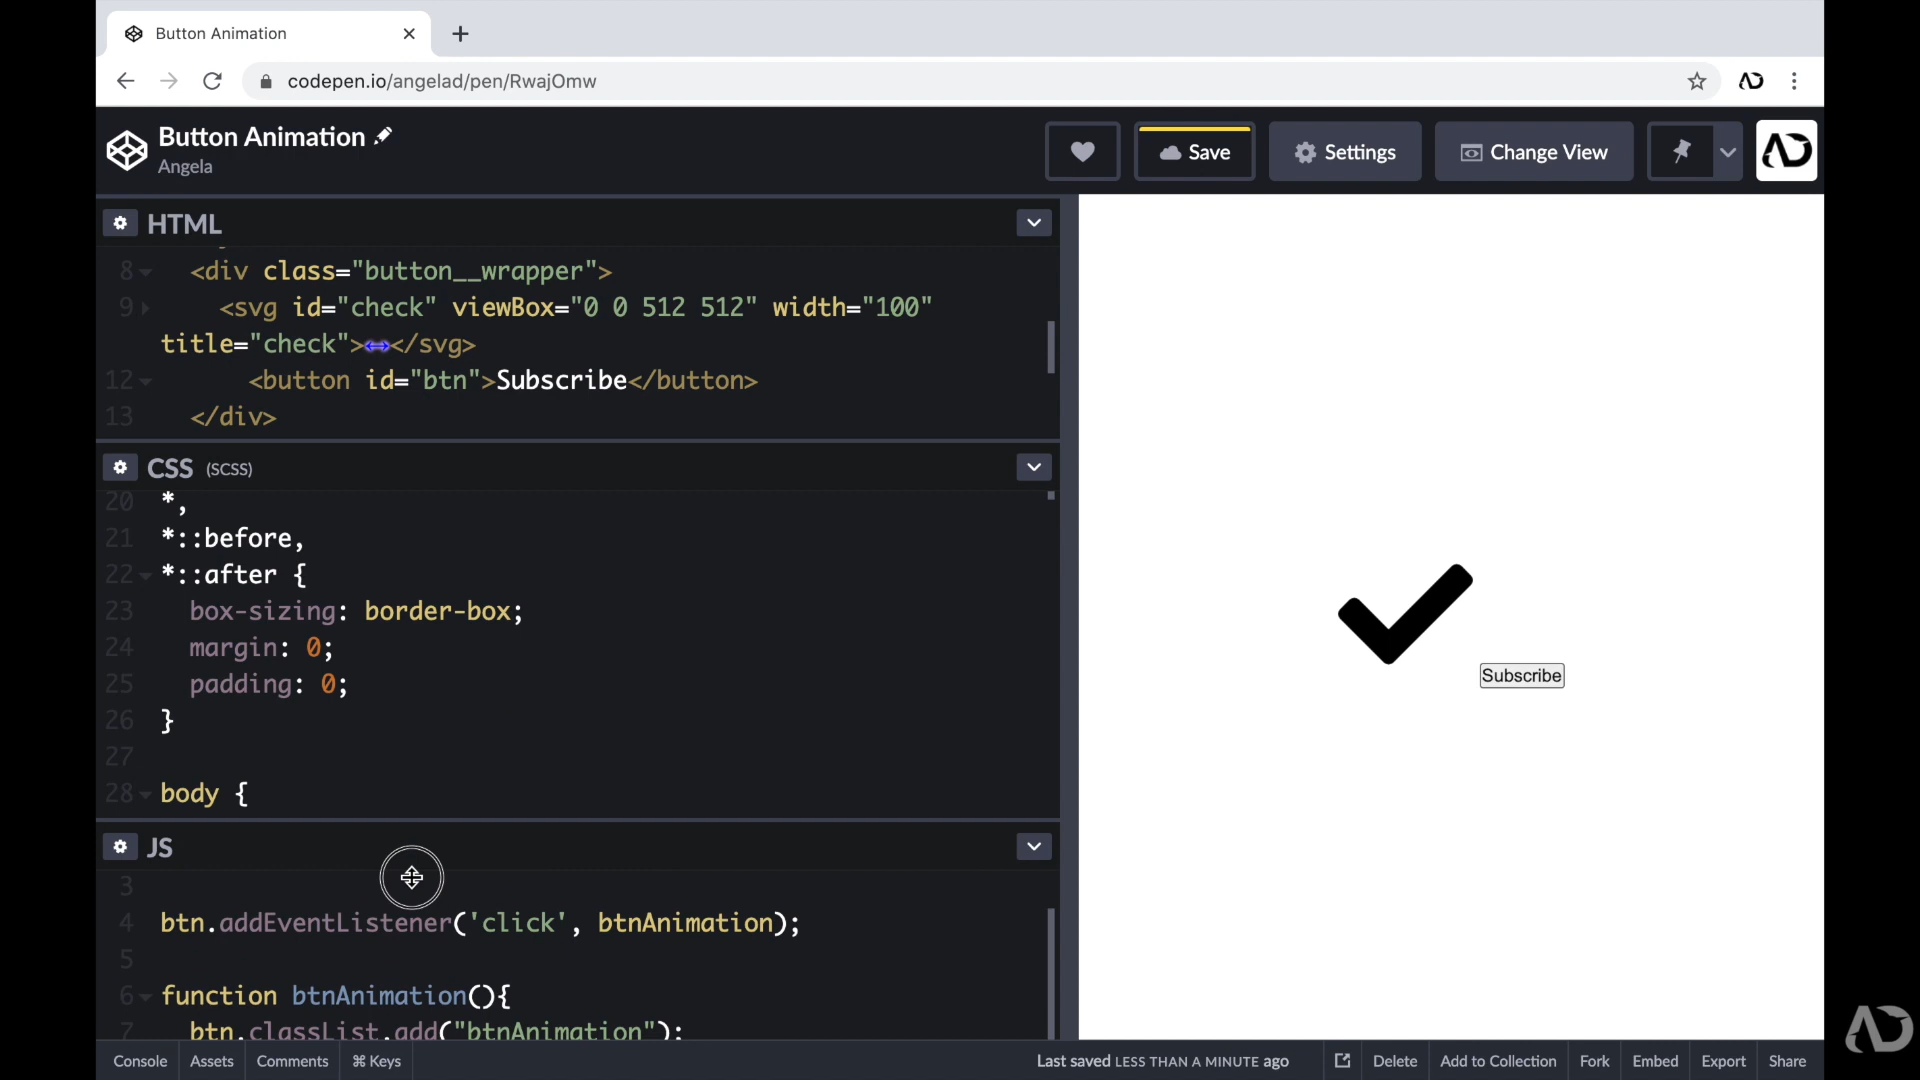 Button Animation
codepen.io/angelad/pen/RwajOmw
Button Animation
Angela
Save
Settings
Change View
HTML
8 <div class="button__wrapper">
9 <svg id="check" viewBox="0 0 512 512" width="100"
title="check"></svg>
12 <button id="btn">Subscribe</button>
13 </div>
CSS (SCSS)
20 *,
21 *::before,
22 *::after {
23 box-sizing: border-box;
24 margin: 0;
25 padding: 0;
26 }
27
28 body {
JS
3
4 btn.addEventListener('click', btnAnimation);
5
6 function btnAnimation(){
7 btn.classList.add("btnAnimation");
Subscribe
Console Assets Comments ⌘ Keys
Last saved LESS THAN A MINUTE ago
Delete Add to Collection Fork Embed Export Share